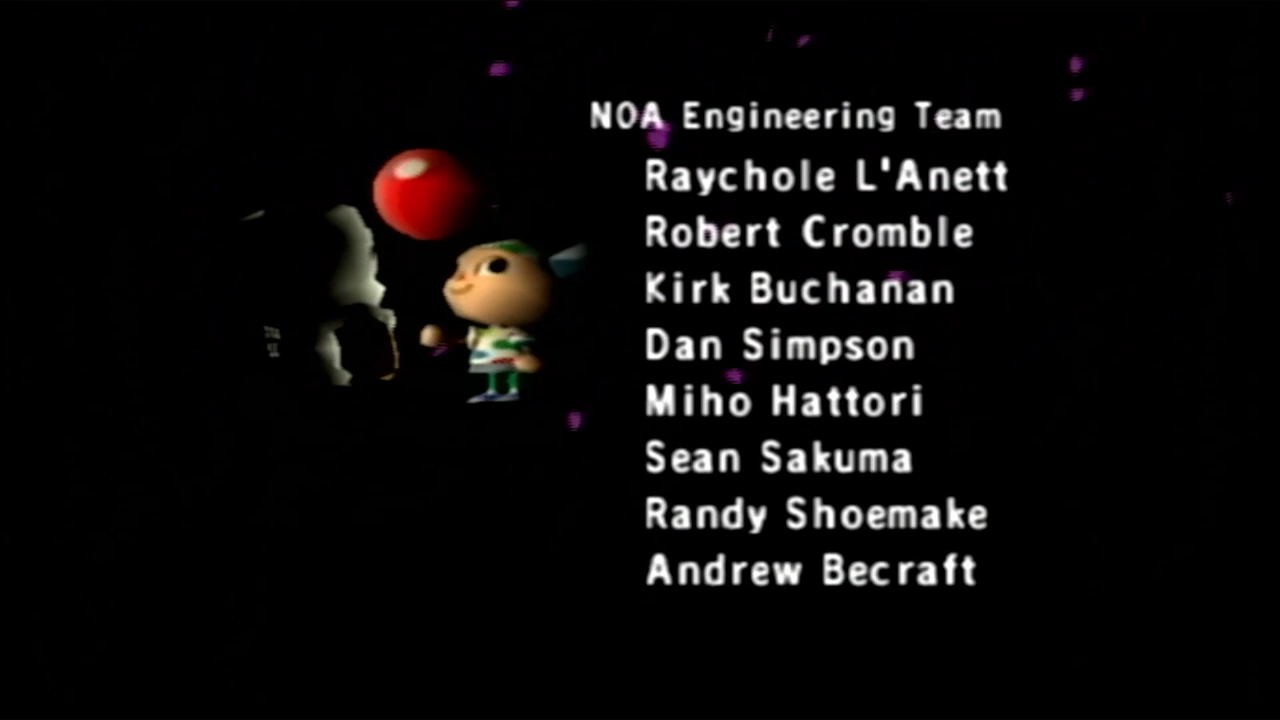 NOA Engineering Team
Raychole L'Anett
Robert Cromble
Kirk Buchanan
Dan Simpson
Miho Hattori
Sean Sakuma
Randy Shoemake
Andrew Becraft